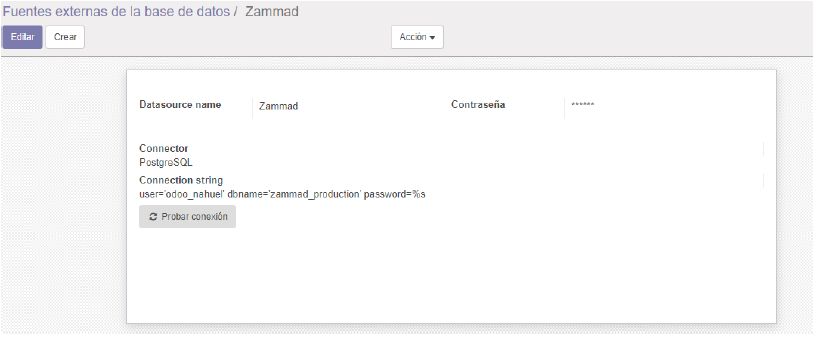 Fuentes externas de la base de datos / Zammad
Editar Crear Acción
Datasource name Zammad Contraseña ******
Connector
PostgreSQL
Connection string
user='odoo_nahuel' dbname='zammad_production' password=%s
Probar conexión